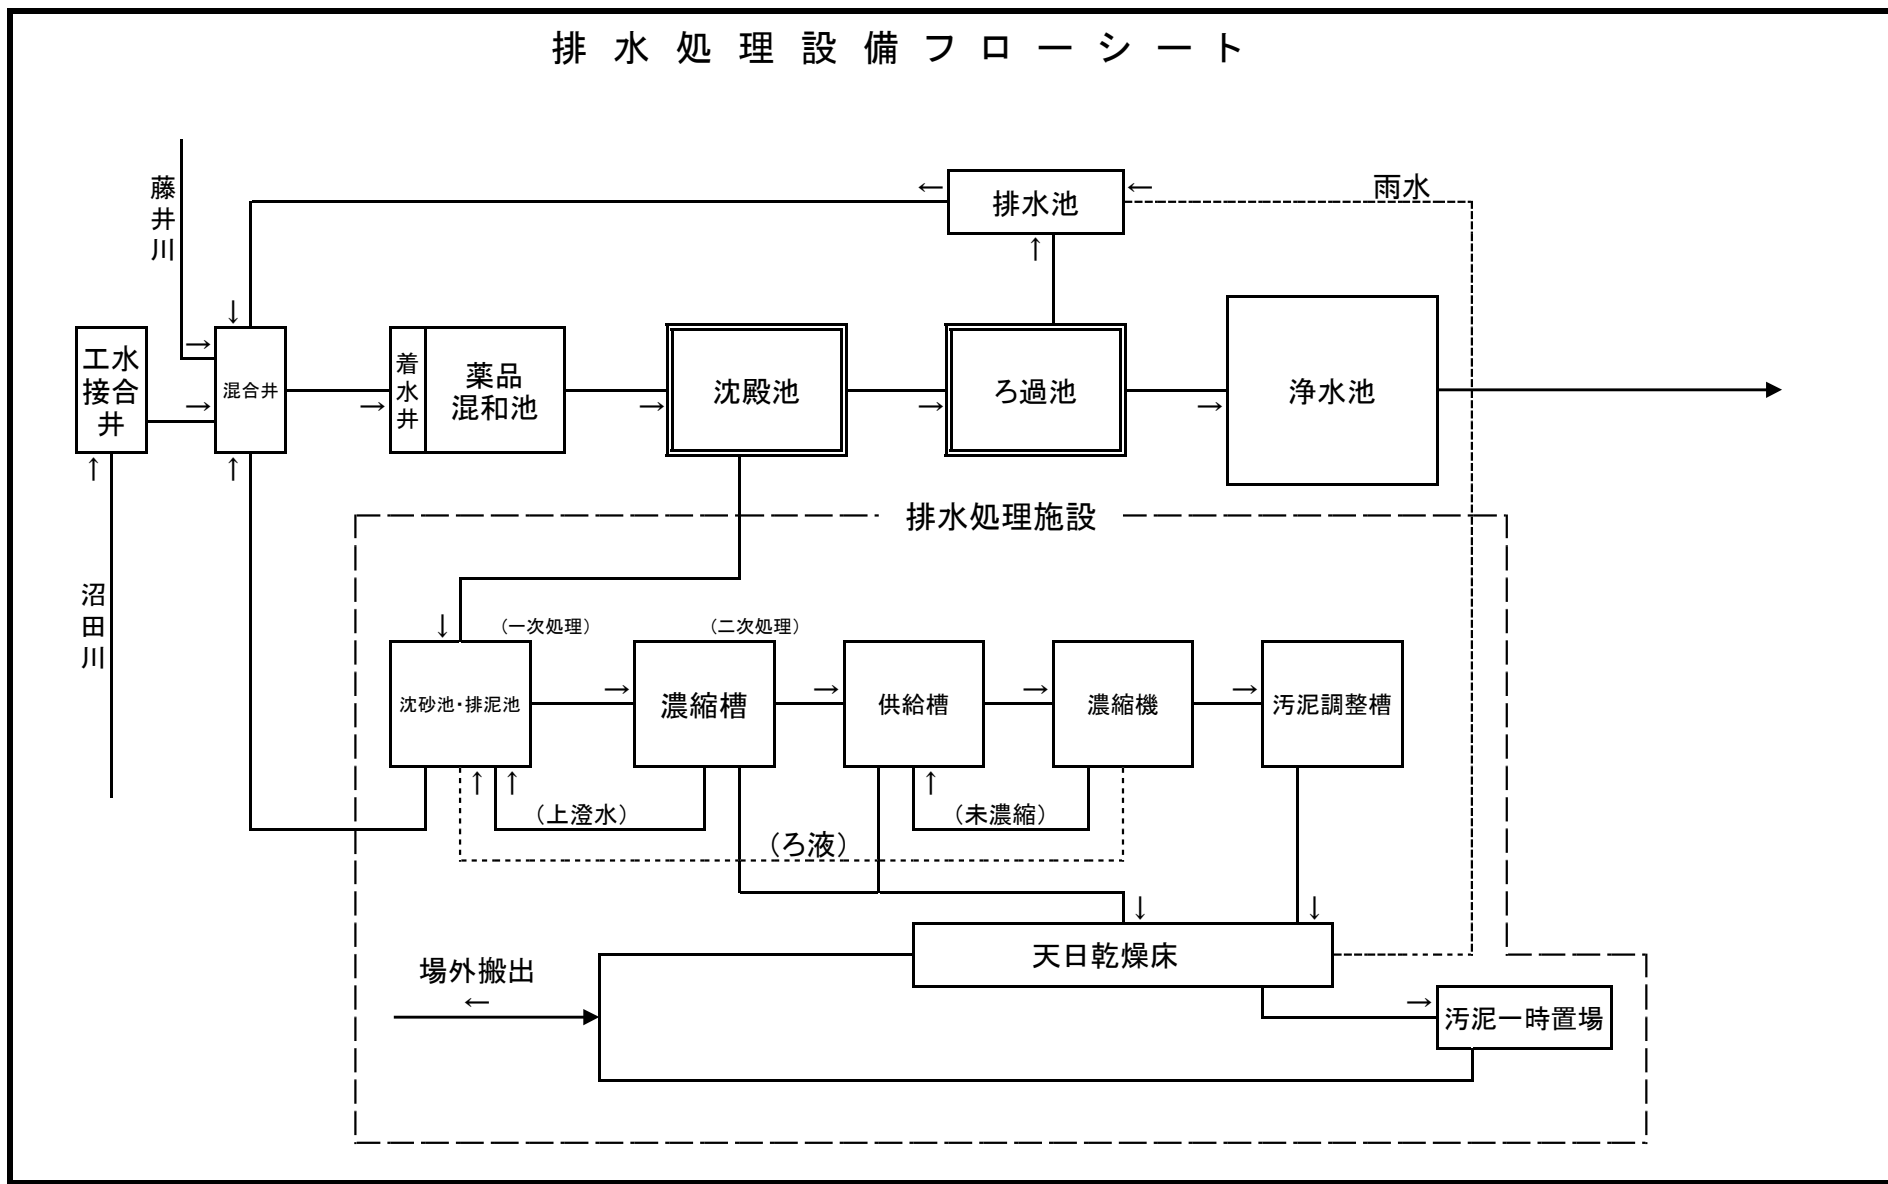 排水処理設備フローシート
藤井川
雨水
排水池
工水
接合
井
混合井
着水井
薬品
混和池
沈殿池
ろ過池
浄水池
排水処理施設
沼田川
（一次処理）
（二次処理）
沈砂池・排泥池
濃縮槽
供給槽
濃縮機
汚泥調整槽
（上澄水）
（未濃縮）
（ろ液）
天日乾燥床
場外搬出
汚泥一時置場